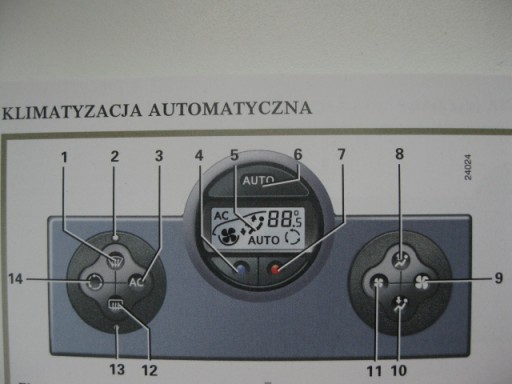 KLIMATYZACJA AUTOMATYCZNA
1 2 3 4 5 6 7 8
24024
AUTO
AC 88°5
AUTO
14 AC 9
13 12 11 10